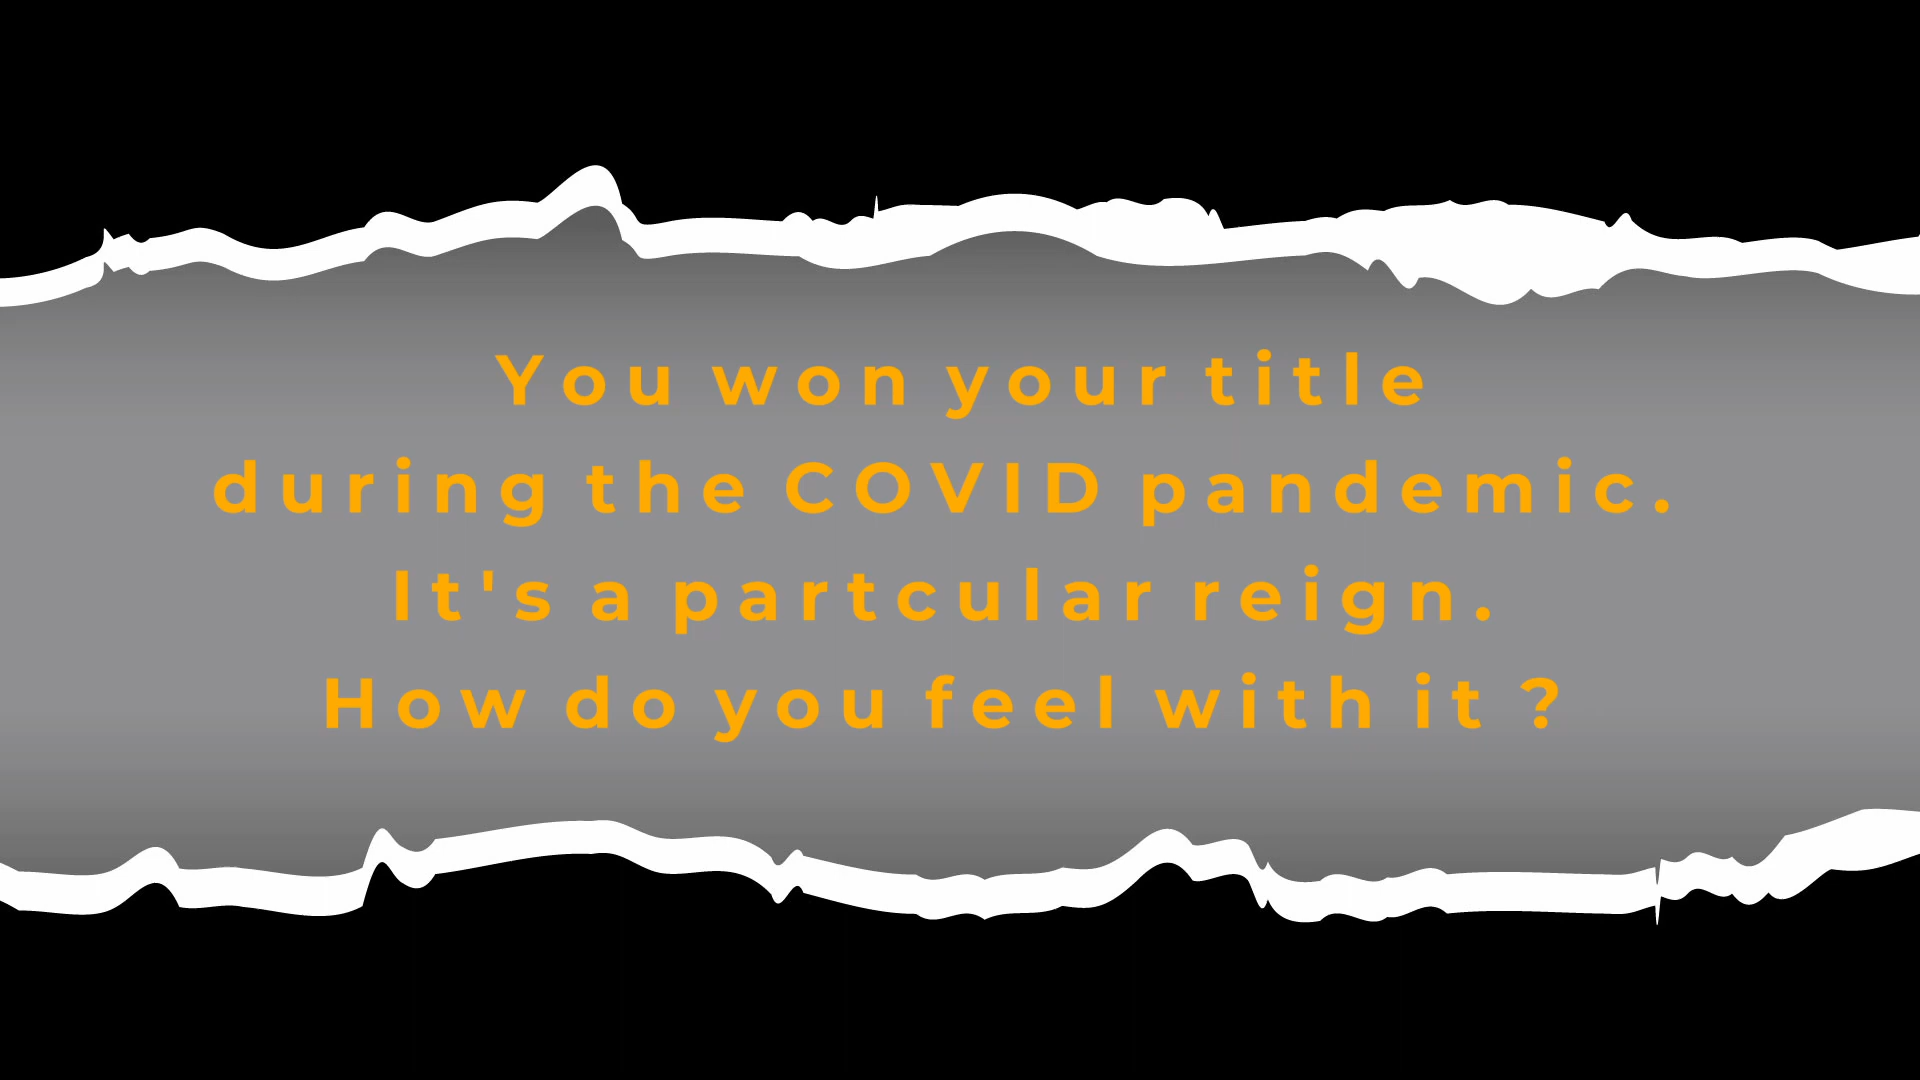 You won your title
during the COVID pandemic.
It's a partcular reign.
How do you feel with it ?